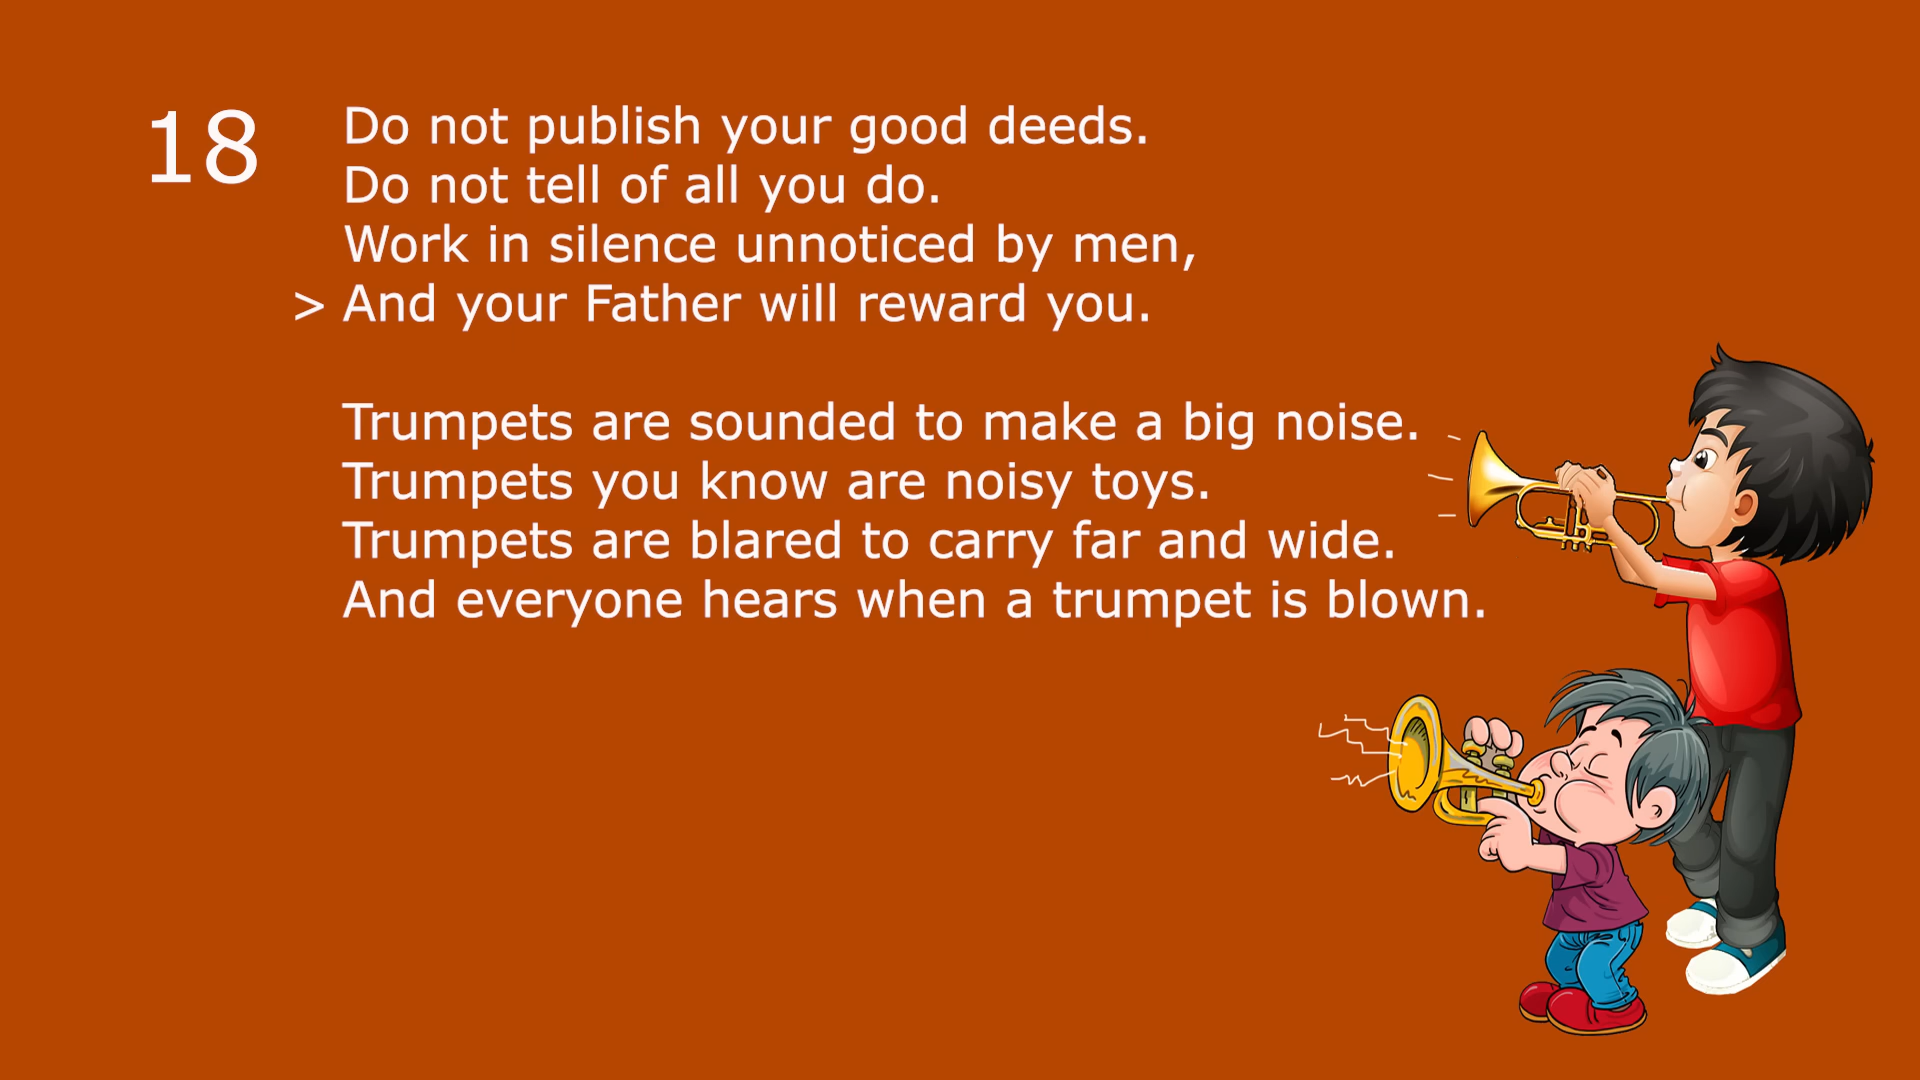 18
Do not publish your good deeds.
Do not tell of all you do.
Work in silence unnoticed by men,
> And your Father will reward you.
Trumpets are sounded to make a big noise.
Trumpets you know are noisy toys.
Trumpets are blared to carry far and wide.
And everyone hears when a trumpet is blown.